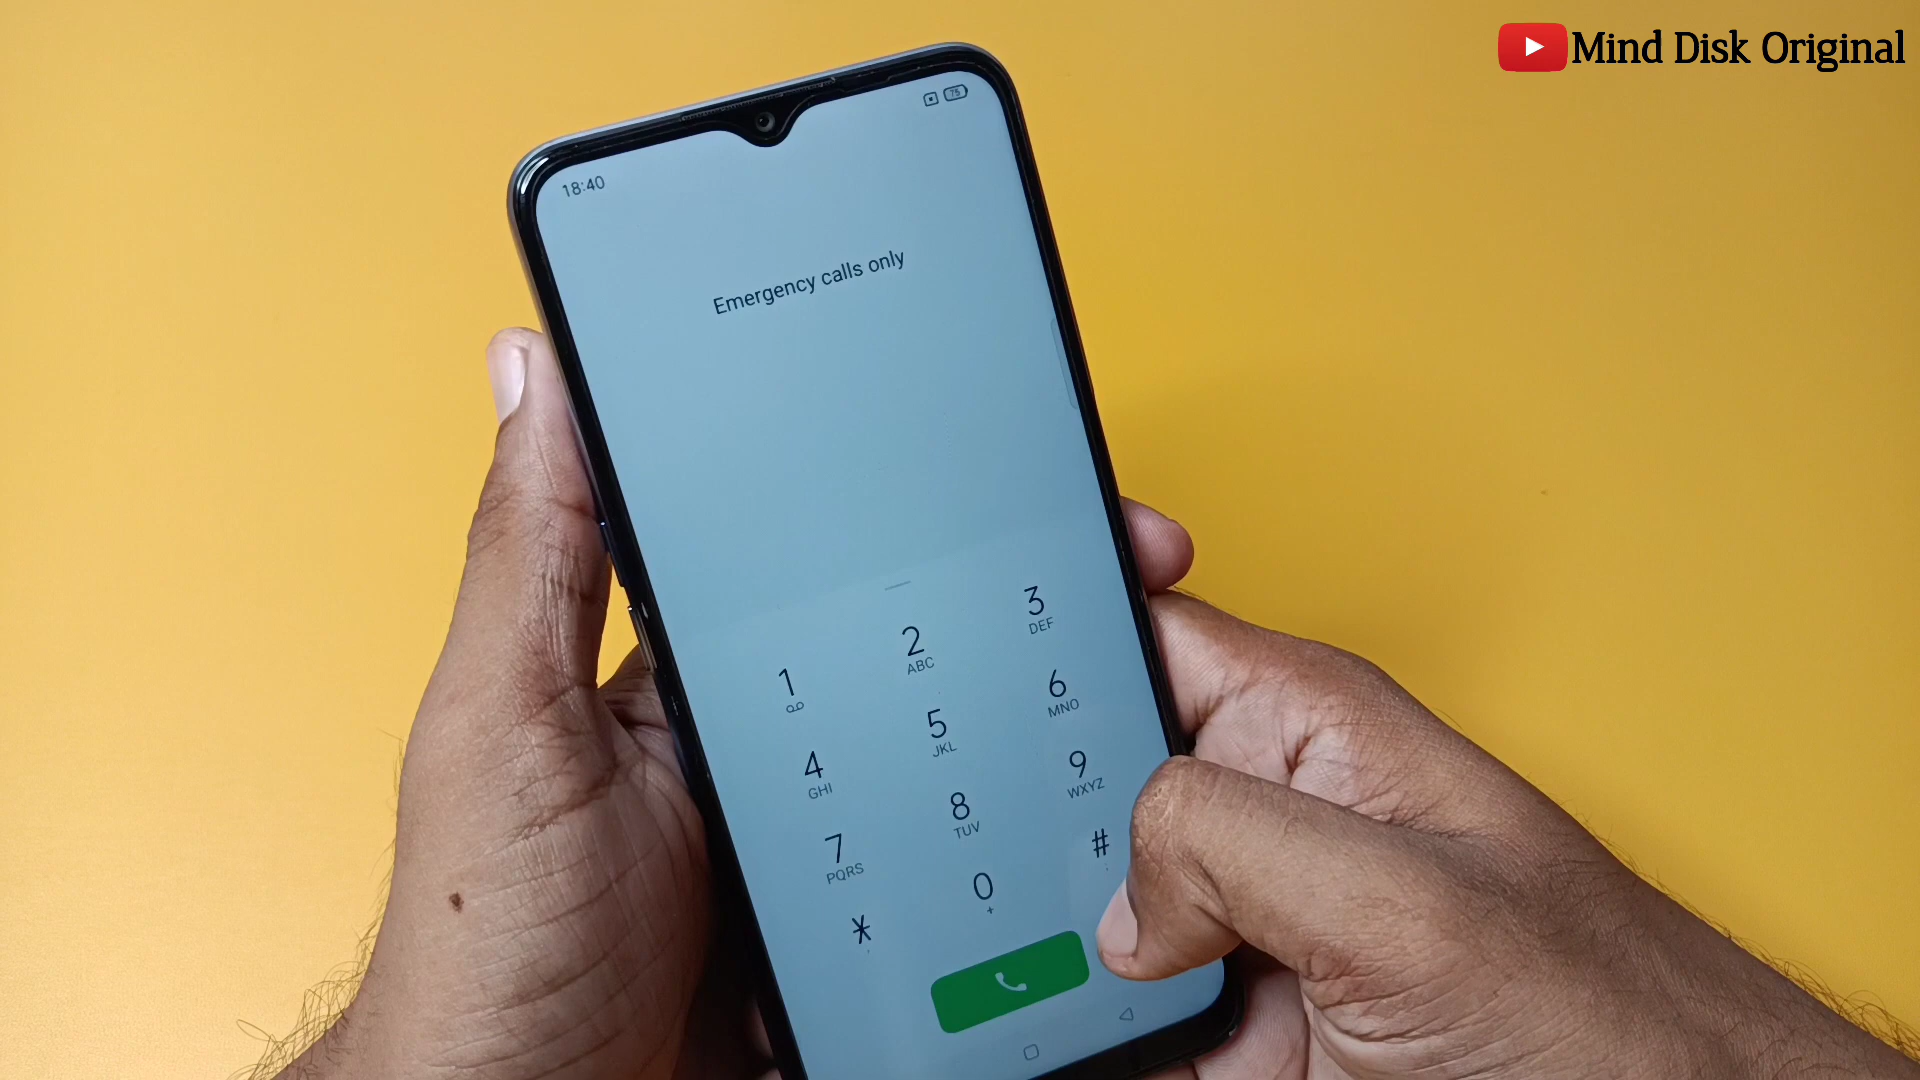 Mind Disk Original
75
18:40
Emergency calls only
1
2
ABC
3
DEF
4
GHI
5
JKL
6
MNO
7
PQRS
8
TUV
9
WXYZ
*
0
+
#